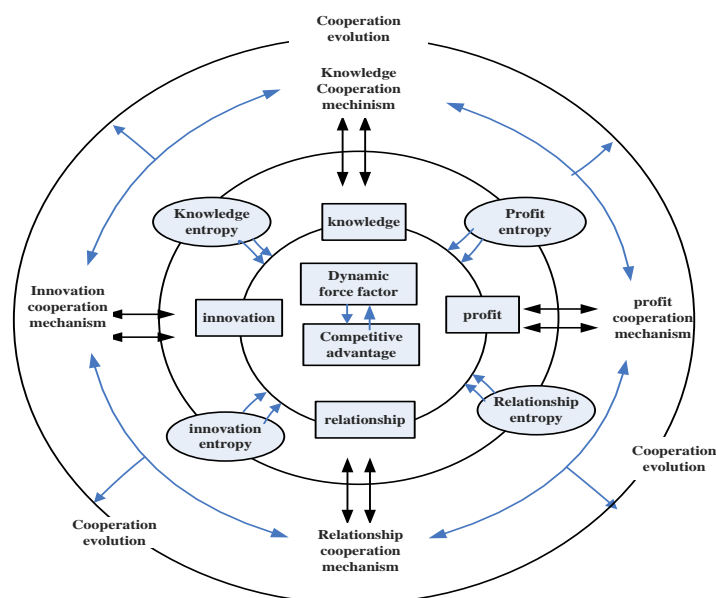 Cooperation
evolution
Knowledge
Cooperation
mechinism
Knowledge
entropy
knowledge
Profit
entropy
Dynamic
force factor
Innovation
cooperation
mechanism
innovation
profit
profit
cooperation
mechanism
Competitive
advantage
innovation
entropy
relationship
Relationship
entropy
Cooperation
evolution
Cooperation
evolution
Relationship
cooperation
mechanism